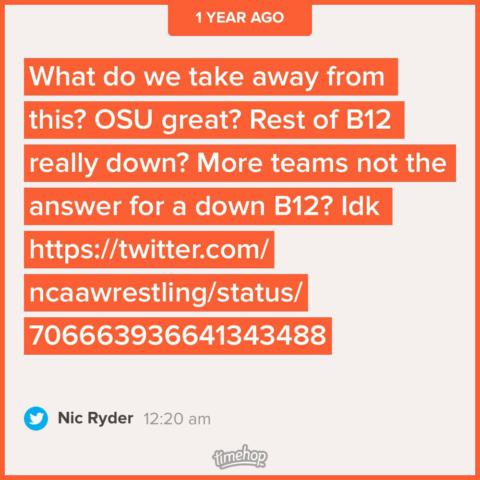 1 YEAR AGO
What do we take away from
this? OSU great? Rest of B12
really down? More teams not the
answer for a down B12? Idk
https://twitter.com/
ncaawrestling/status/
706663936641343488
Nic Ryder 12:20 am
timehop